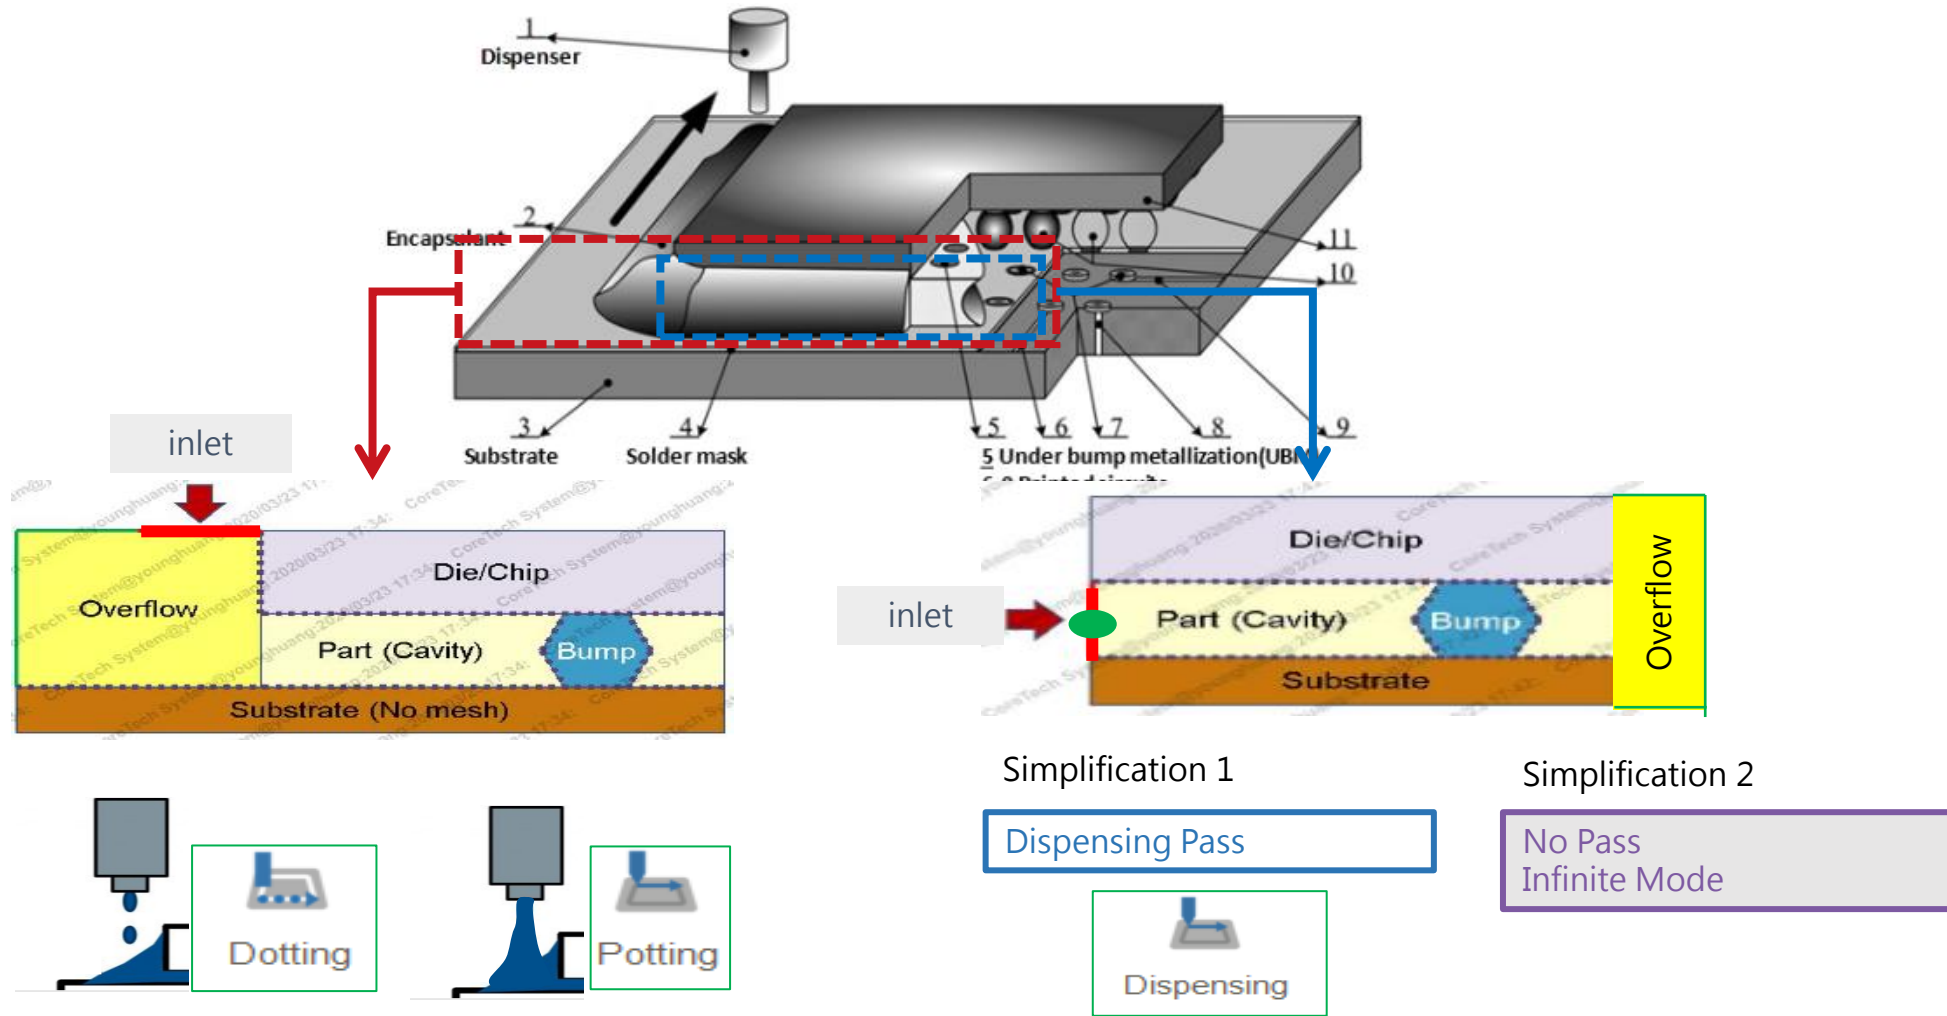 1
Dispenser
2
Encapsulant
11
10
3
4
5
6
7
8
9
Substrate
Solder mask
5 Under bump metallization(UBM
inlet
Die/Chip
Overflow
Part (Cavity)
Bump
Substrate (No mesh)
inlet
Die/Chip
Part (Cavity)
Bump
Substrate
Overflow
Simplification 1
Dispensing Pass
Dispensing
Simplification 2
No Pass
Infinite Mode
Dotting
Potting